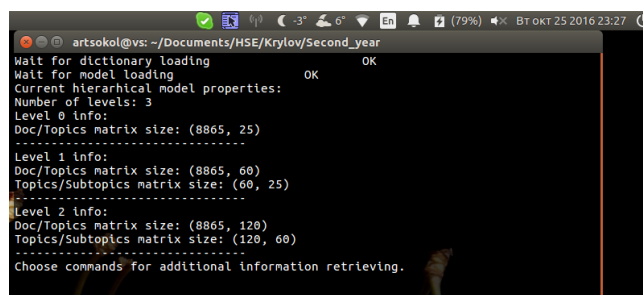 -3° 6° En (79%) Вт окт 25 2016 23:27
artsokol@vs: ~/Documents/HSE/Krylov/Second_year
Wait for dictionary loading OK
Wait for model loading OK
Current hierarhical model properties:
Number of levels: 3
Level 0 info:
Doc/Topics matrix size: (8865, 25)
--------------------------------
Level 1 info:
Doc/Topics matrix size: (8865, 60)
Topics/Subtopics matrix size: (60, 25)
--------------------------------
Level 2 info:
Doc/Topics matrix size: (8865, 120)
Topics/Subtopics matrix size: (120, 60)
--------------------------------
Choose commands for additional information retrieving.